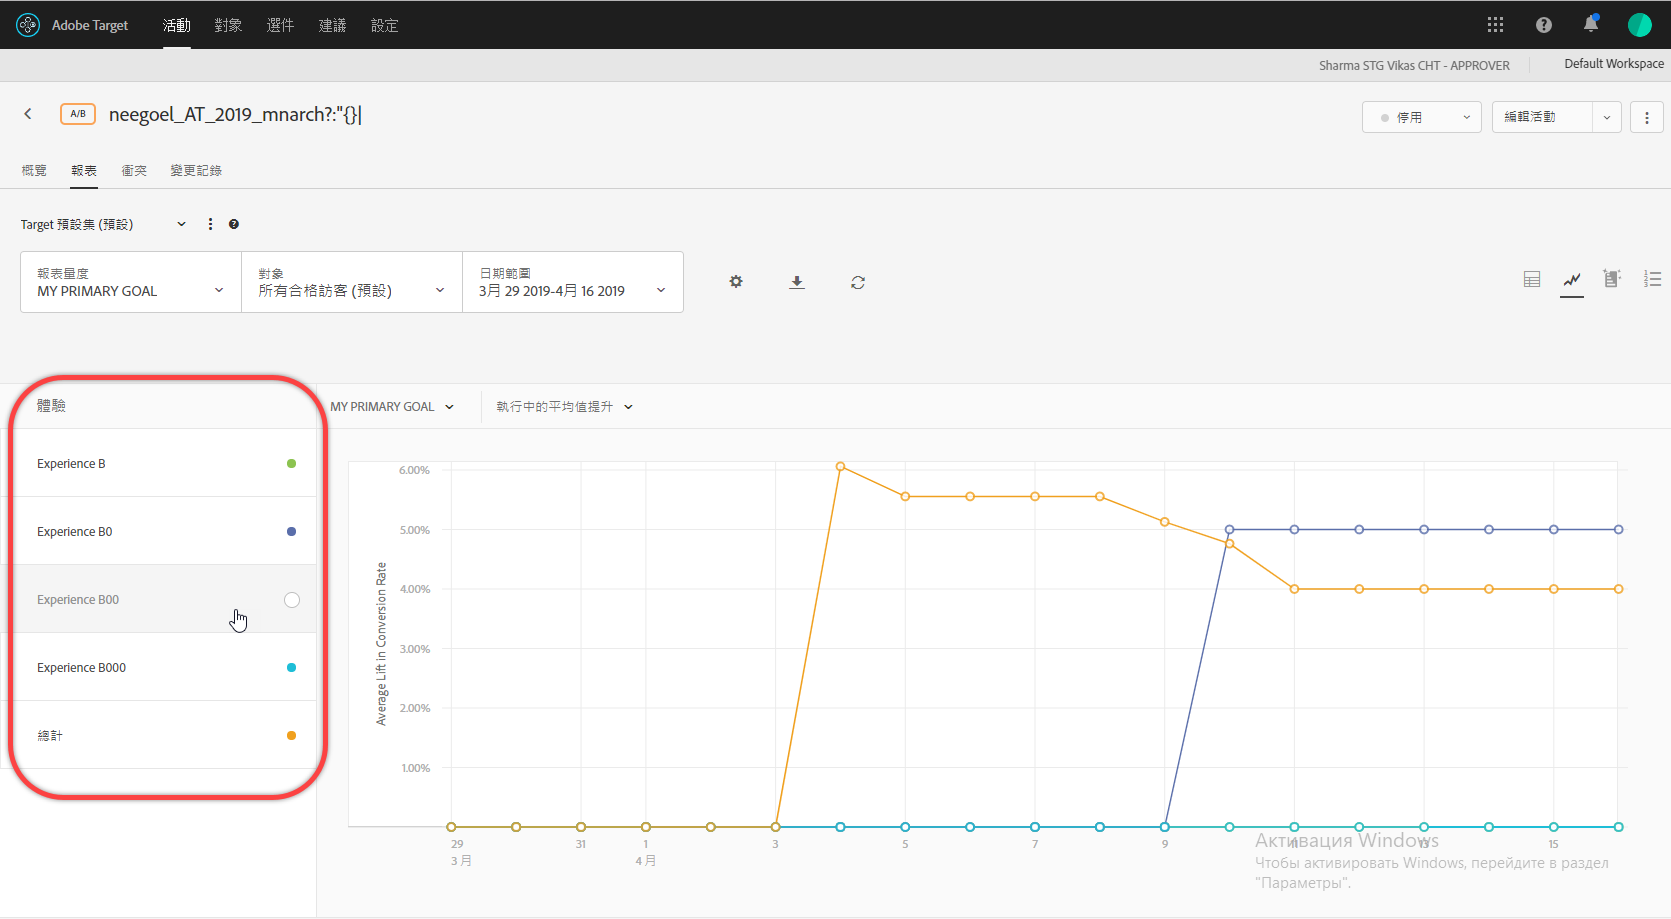 Adobe Target 活動 對象 選件 建議 設定
Sharma STG Vikas CHT - APPROVER Default Workspace
A/B neegoel_AT_2019_mnarch?:"{}|
停用 編輯活動
概覽 報表 衝突 變更記錄
Target 預設集 (預設)
報表量度 對象 日期範圍
MY PRIMARY GOAL 所有合格訪客 (預設) 3月 29 2019-4月 16 2019
體驗 MY PRIMARY GOAL 執行中的平均值提升
Experience B
Experience B0
Experience B00
Experience B000
總計
6.00%
5.00%
4.00%
3.00%
2.00%
1.00%
Average Lift in Conversion Rate
29 31 1 3 5 7 9 11 13 15
3 月 4 月
Активация Windows
Чтобы активировать Windows, перейдите в раздел
"Параметры".